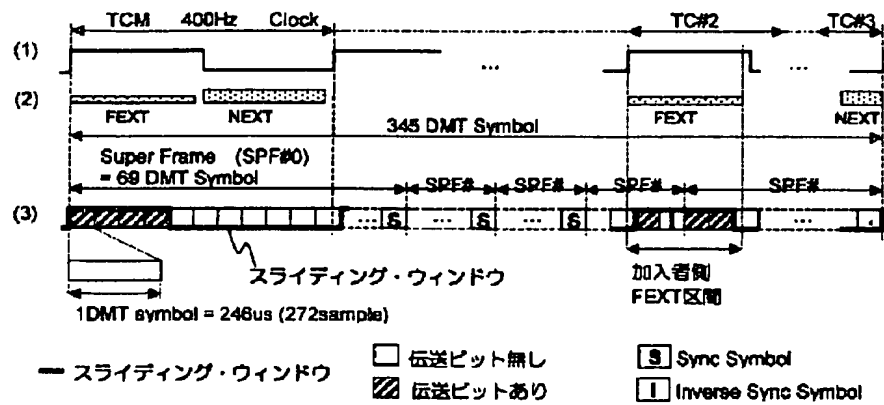 TCM 400Hz Clock
TC#2
TC#3
(1)
...
...
(2)
FEXT
NEXT
FEXT
NEXT
345 DMT Symbol
Super Frame (SPF#0)
= 69 DMT Symbol
SPF#
SPF#
SPF#
SPF#
(3)
... S ... S ... S ...
スライディング・ウィンドウ
加入者側
FEXT区間
1DMT symbol = 246us (272sample)
スライディング・ウィンドウ
伝送ビット無し
伝送ビットあり
S Sync Symbol
I Inverse Sync Symbol